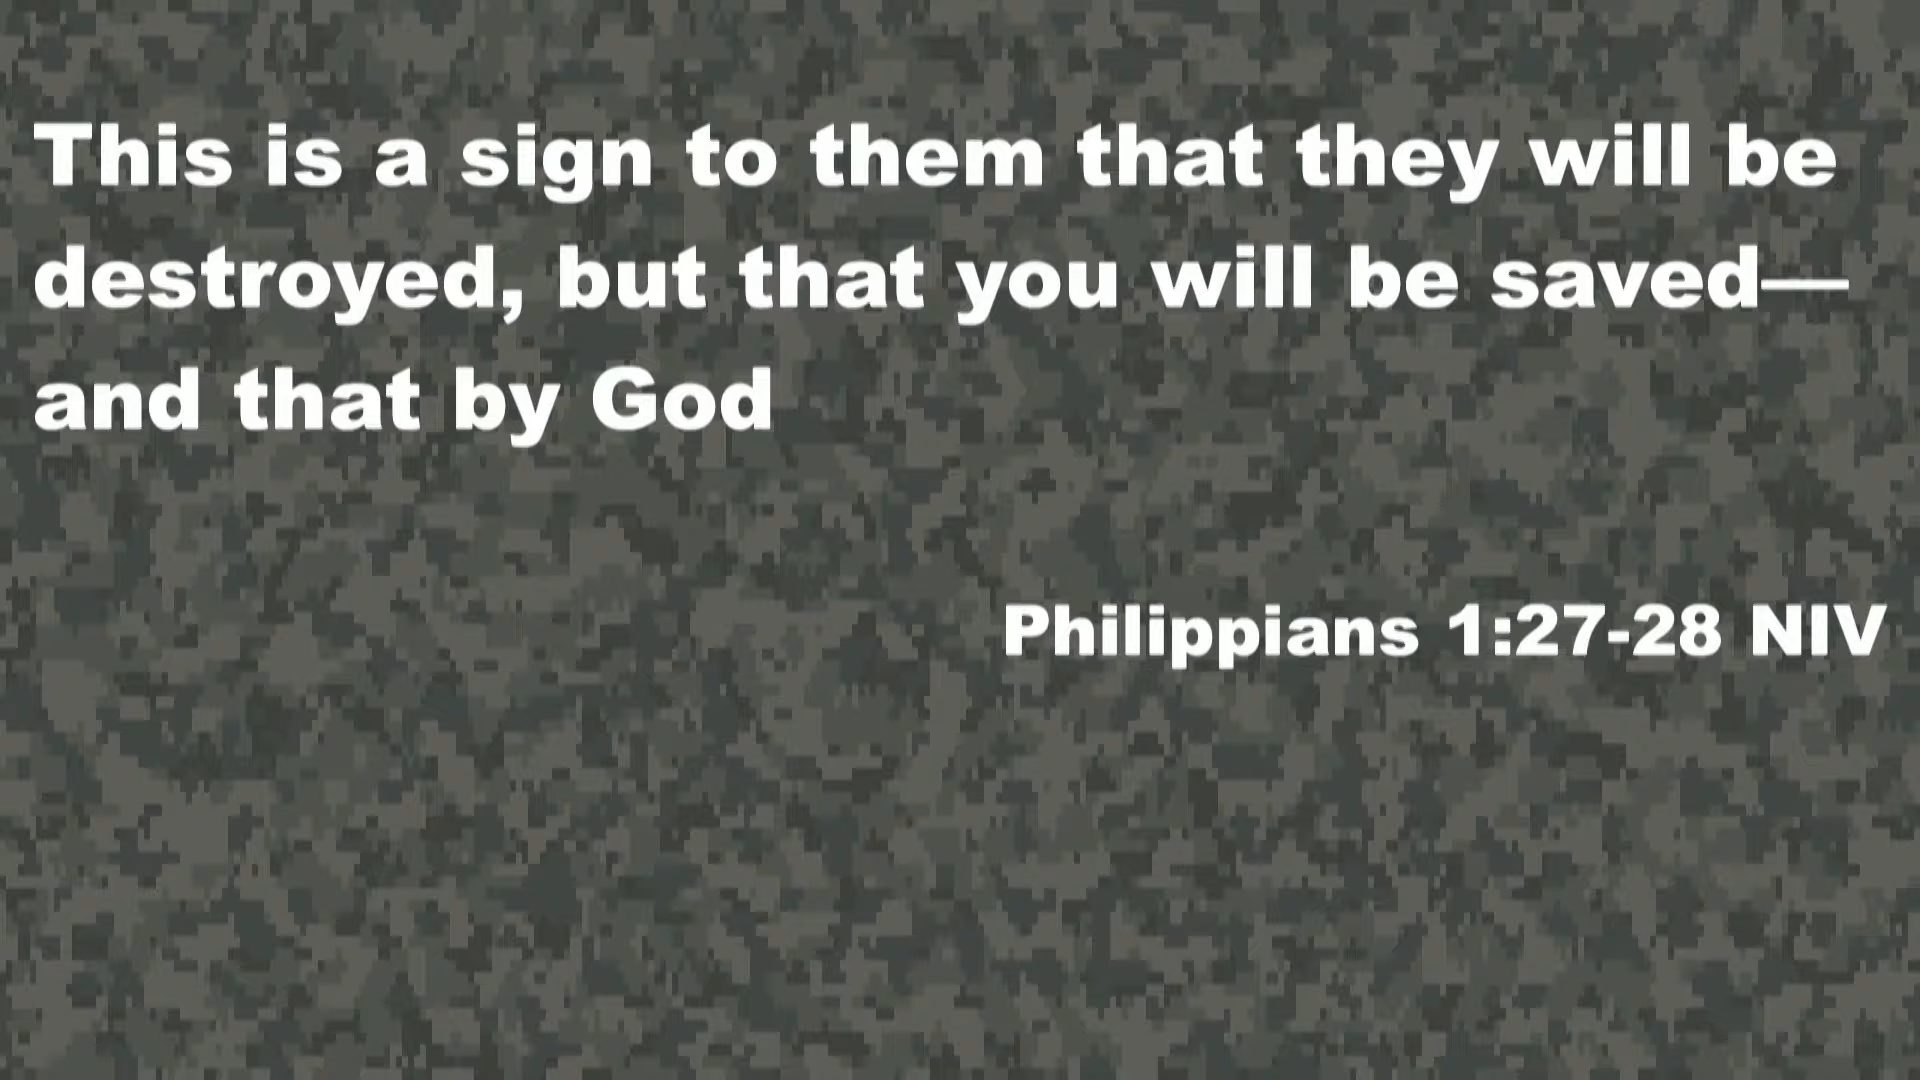 This is a sign to them that they will be
destroyed, but that you will be saved—
and that by God
Philippians 1:27-28 NIV